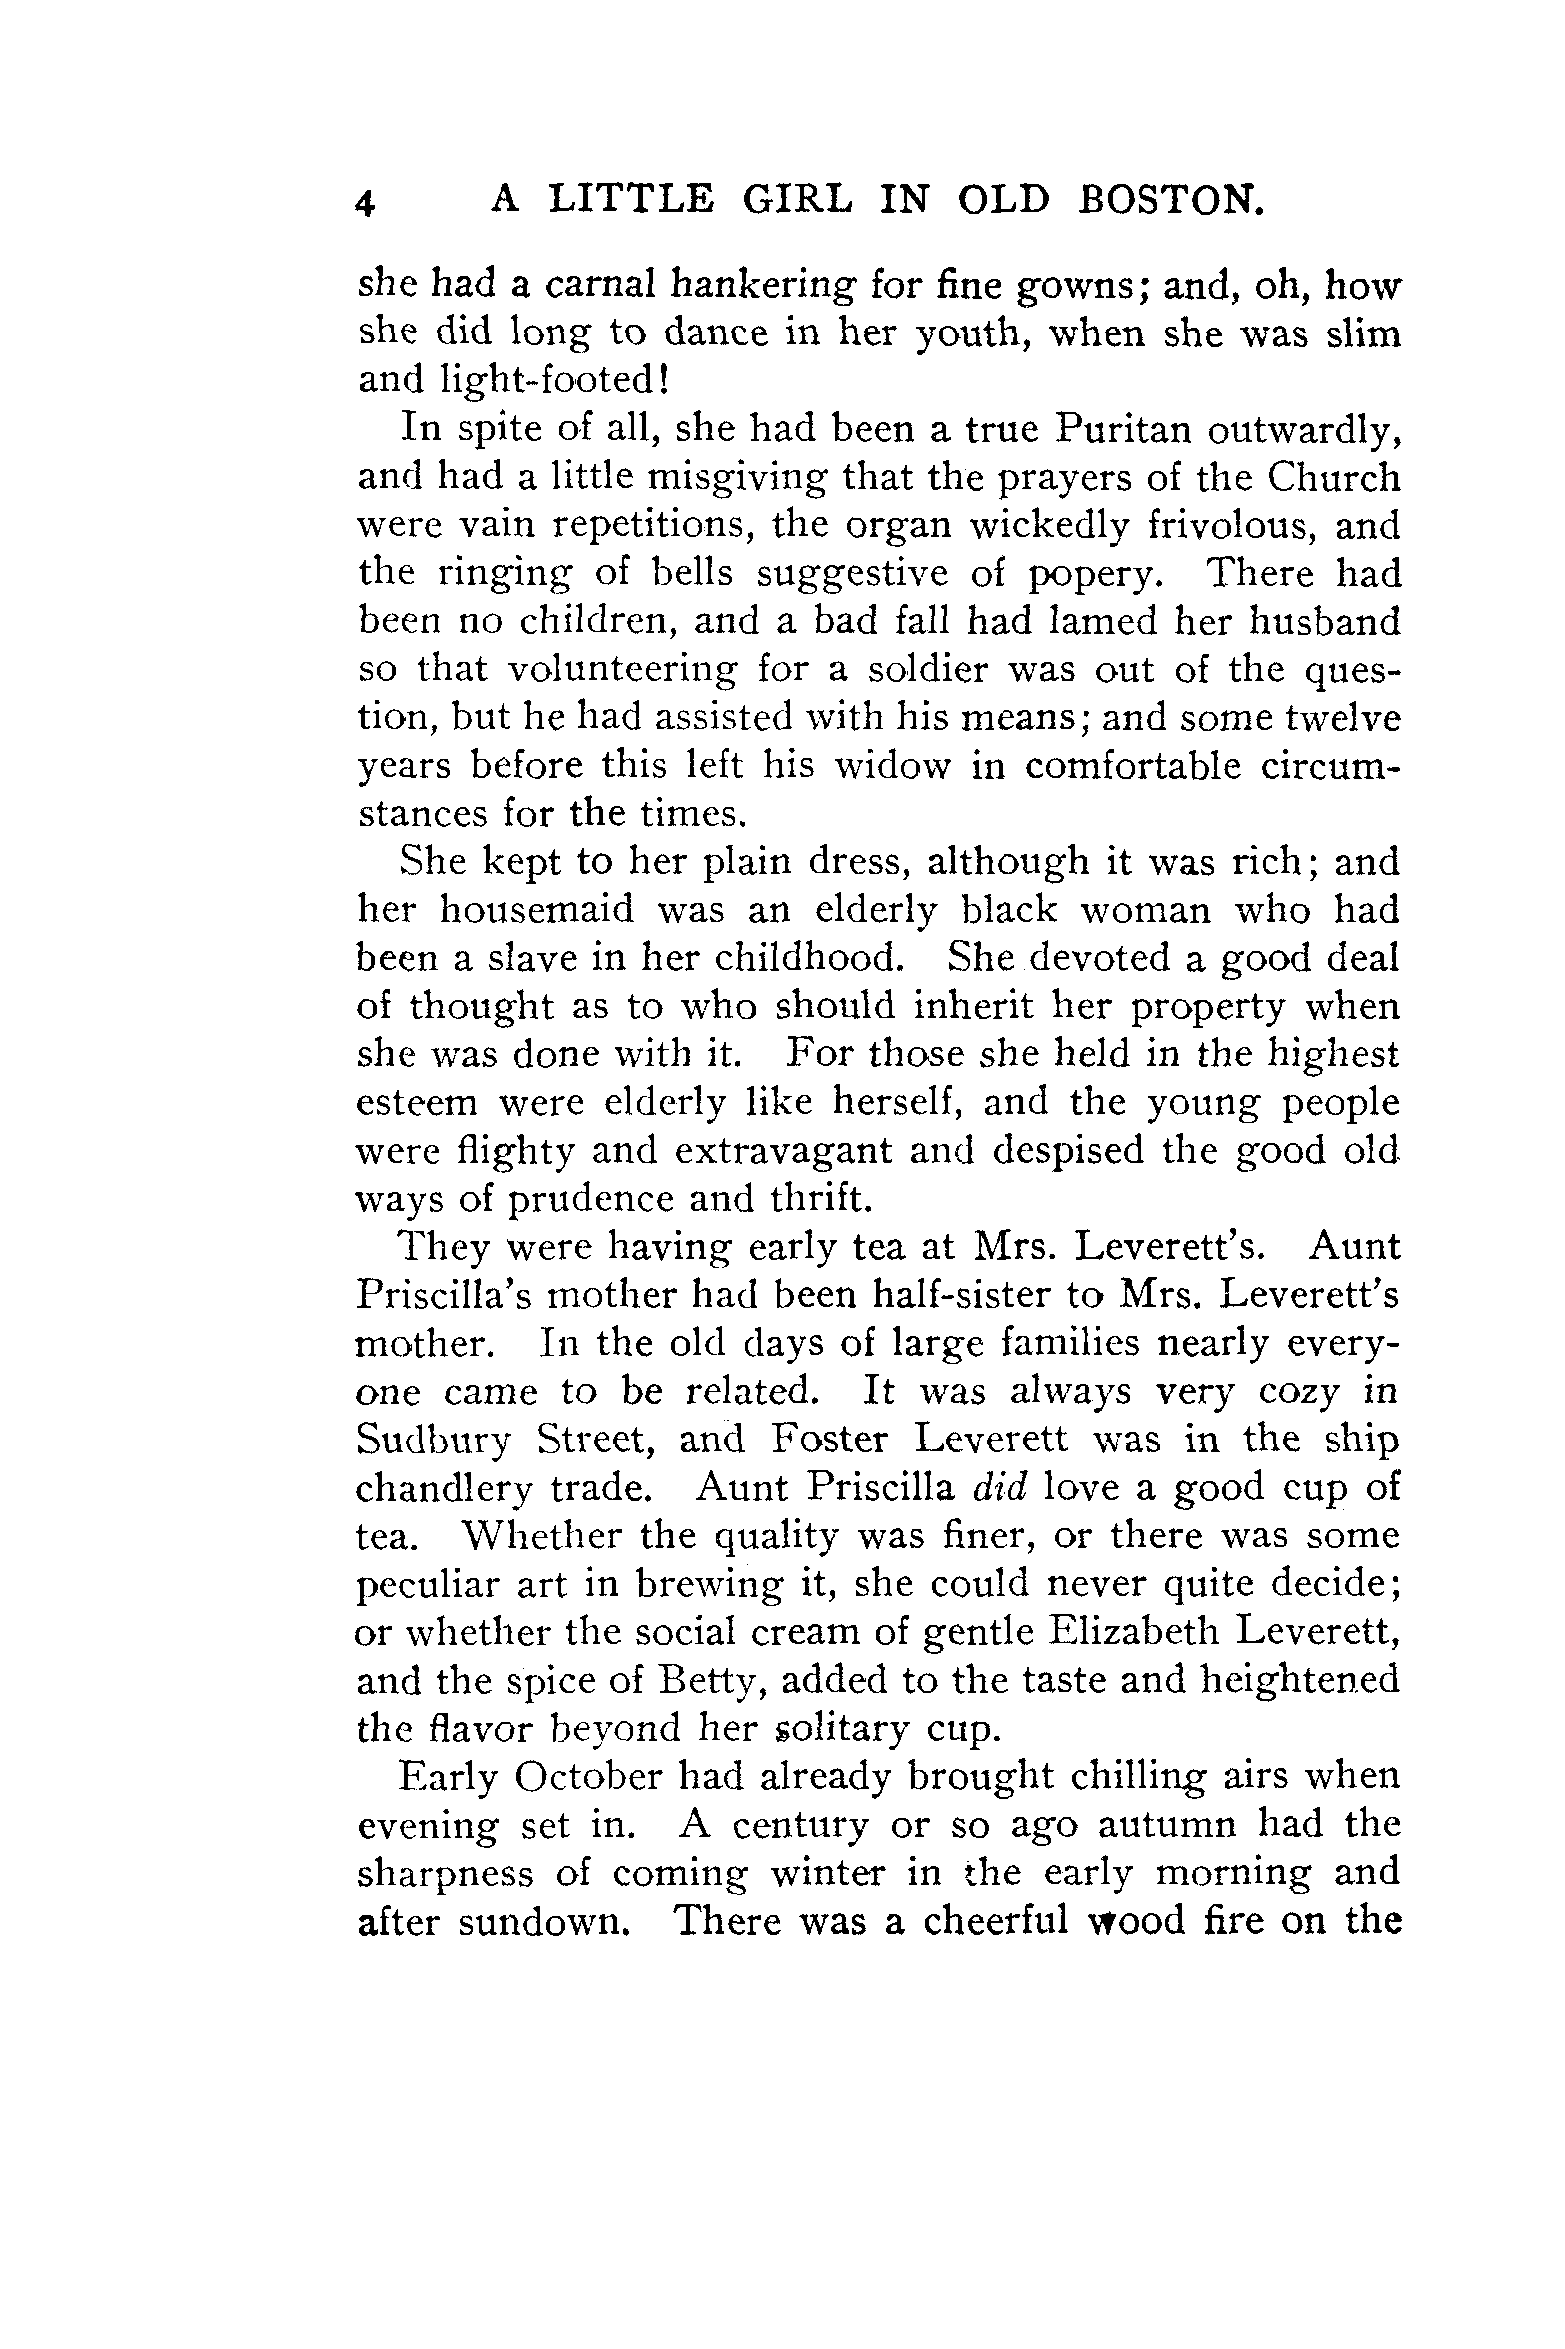 4 A LITTLE GIRL IN OLD BOSTON.
she had a carnal hankering for fine gowns; and, oh, how
she did long to dance in her youth, when she was slim
and light-footed!
In spite of all, she had been a true Puritan outwardly,
and had a little misgiving that the prayers of the Church
were vain repetitions, the organ wickedly frivolous, and
the ringing of bells suggestive of popery. There had
been no children, and a bad fall had lamed her husband
so that volunteering for a soldier was out of the ques-
tion, but he had assisted with his means; and some twelve
years before this left his widow in comfortable circum-
stances for the times.
She kept to her plain dress, although it was rich; and
her housemaid was an elderly black woman who had
been a slave in her childhood. She devoted a good deal
of thought as to who should inherit her property when
she was done with it. For those she held in the highest
esteem were elderly like herself, and the young people
were flighty and extravagant and despised the good old
ways of prudence and thrift.
They were having early tea at Mrs. Leverett's. Aunt
Priscilla's mother had been half-sister to Mrs. Leverett's
mother. In the old days of large families nearly every-
one came to be related. It was always very cozy in
Sudbury Street, and Foster Leverett was in the ship
chandlery trade. Aunt Priscilla did love a good cup of
tea. Whether the quality was finer, or there was some
peculiar art in brewing it, she could never quite decide;
or whether the social cream of gentle Elizabeth Leverett,
and the spice of Betty, added to the taste and heightened
the flavor beyond her solitary cup.
Early October had already brought chilling airs when
evening set in. A century or so ago autumn had the
sharpness of coming winter in the early morning and
after sundown. There was a cheerful wood fire on the